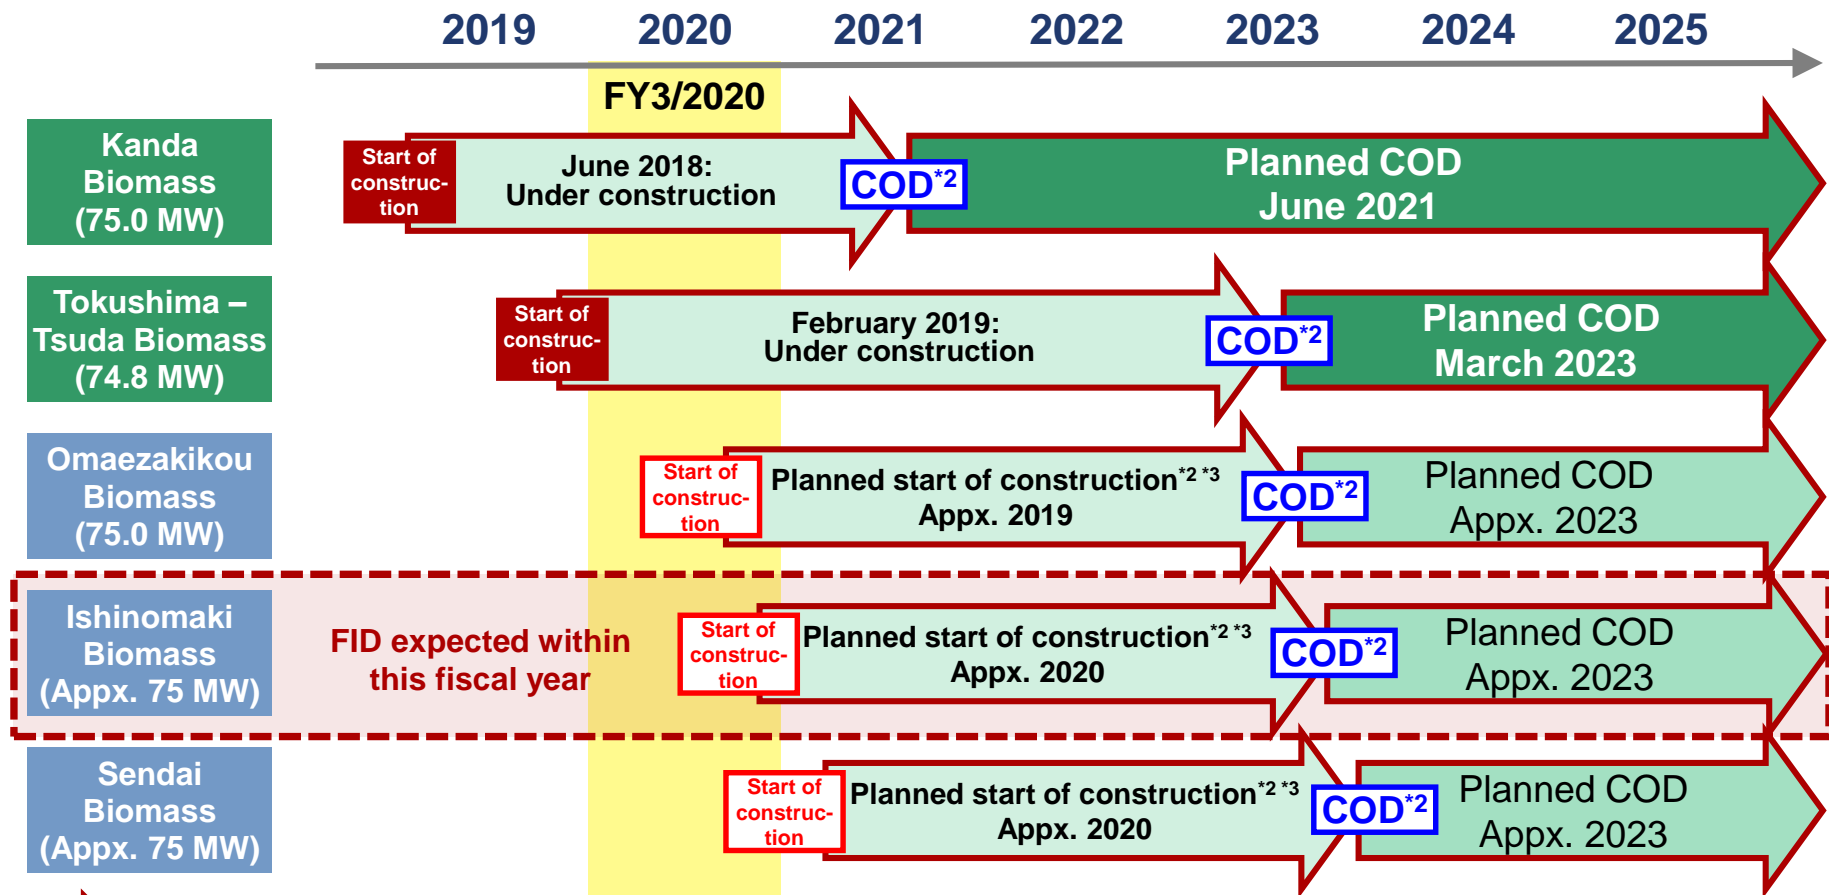 2019 2020 2021 2022 2023 2024 2025
FY3/2020
Kanda
Biomass
(75.0 MW)
Start of
construc-
tion
June 2018:
Under construction
COD*2
Planned COD
June 2021
Tokushima –
Tsuda Biomass
(74.8 MW)
Start of
construc-
tion
February 2019:
Under construction
COD*2
Planned COD
March 2023
Omaezakikou
Biomass
(75.0 MW)
Start of
construc-
tion
Planned start of construction*2 *3
Appx. 2019
COD*2
Planned COD
Appx. 2023
Ishinomaki
Biomass
(Appx. 75 MW)
FID expected within
this fiscal year
Start of
construc-
tion
Planned start of construction*2 *3
Appx. 2020
COD*2
Planned COD
Appx. 2023
Sendai
Biomass
(Appx. 75 MW)
Start of
construc-
tion
Planned start of construction*2 *3
Appx. 2020
COD*2
Planned COD
Appx. 2023